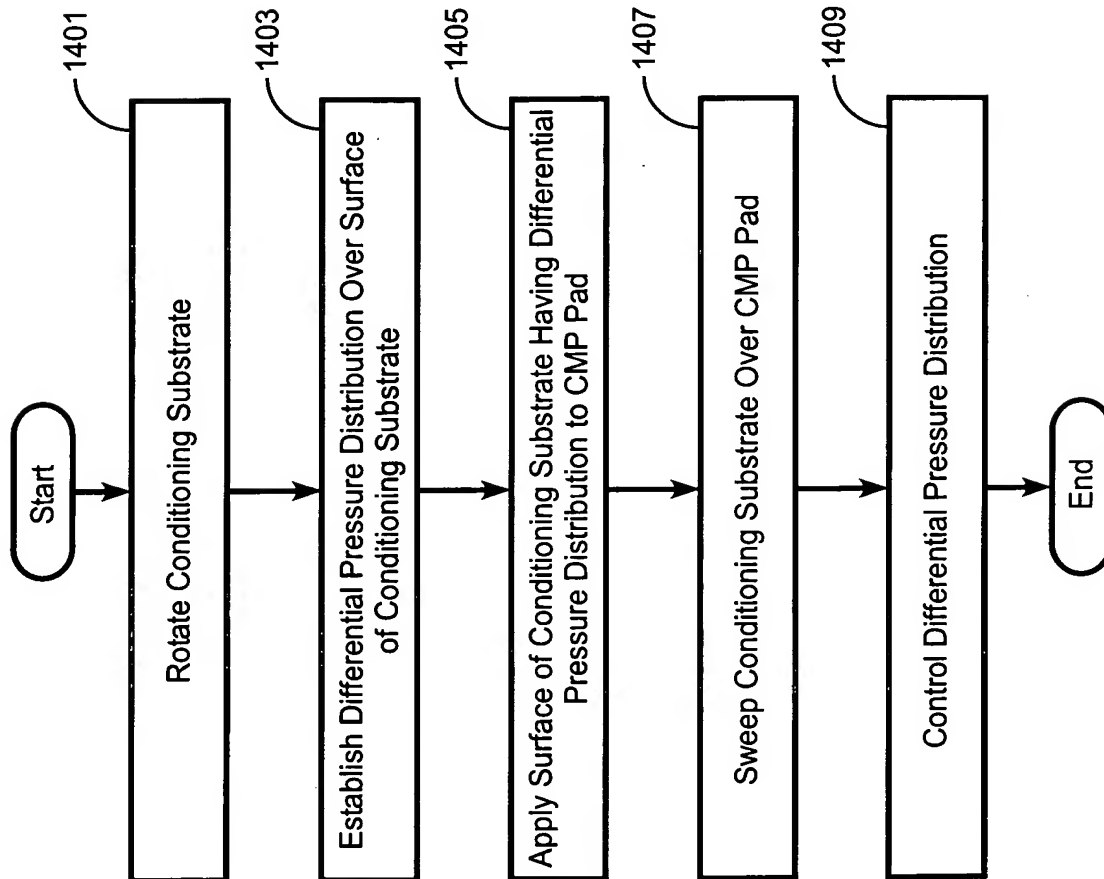 Start
1401
Rotate Conditioning Substrate
1403
Establish Differential Pressure Distribution Over Surface
of Conditioning Substrate
1405
Apply Surface of Conditioning Substrate Having Differential
Pressure Distribution to CMP Pad
1407
Sweep Conditioning Substrate Over CMP Pad
1409
Control Differential Pressure Distribution
End